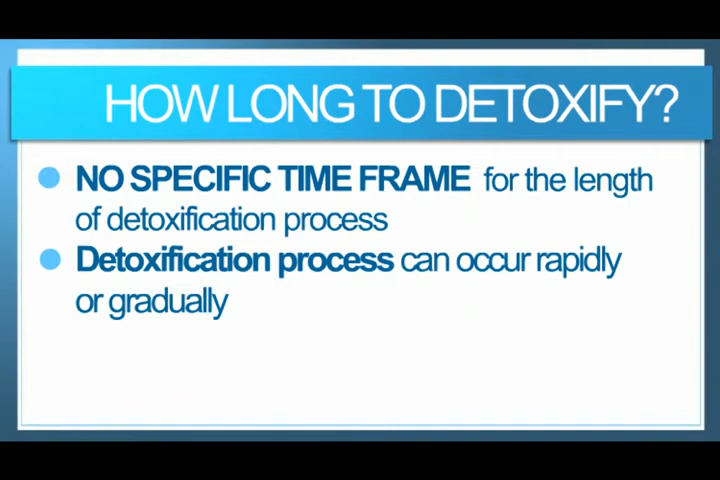 HOW LONG TO DETOXIFY?
NO SPECIFIC TIME FRAME for the length
of detoxification process
Detoxification process can occur rapidly
or gradually